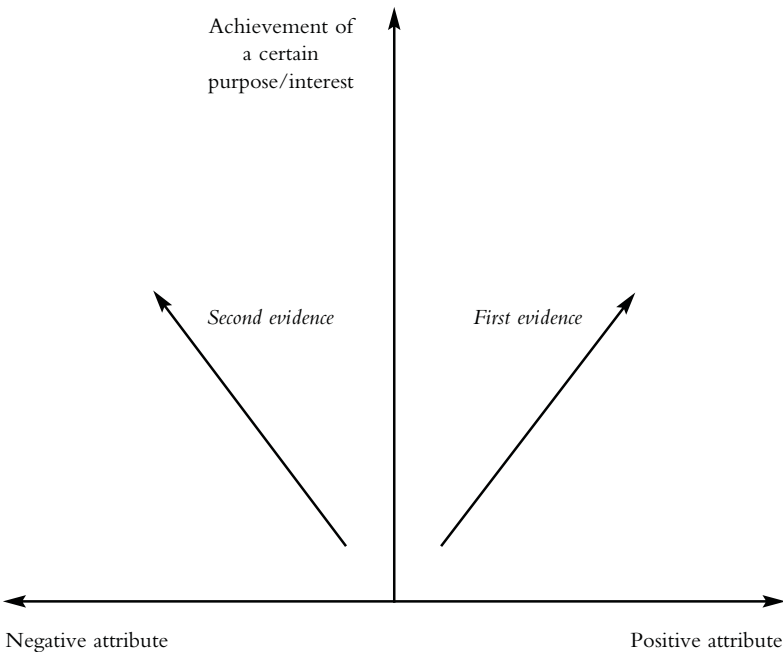 Achievement of
a certain
purpose/interest
Second evidence
First evidence
Negative attribute
Positive attribute